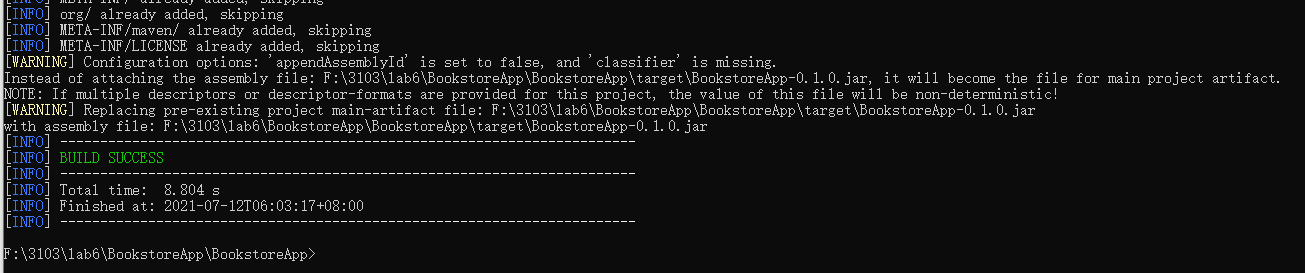 [INFO] META-INF/ already added, skipping
[INFO] org/ already added, skipping
[INFO] META-INF/maven/ already added, skipping
[INFO] META-INF/LICENSE already added, skipping
[WARNING] Configuration options: 'appendAssemblyId' is set to false, and 'classifier' is missing.
Instead of attaching the assembly file: F:\3103\lab6\BookstoreApp\BookstoreApp\target\BookstoreApp-0.1.0.jar, it will become the file for main project artifact.
NOTE: If multiple descriptors or descriptor-formats are provided for this project, the value of this file will be non-deterministic!
[WARNING] Replacing pre-existing project main-artifact file: F:\3103\lab6\BookstoreApp\BookstoreApp\target\BookstoreApp-0.1.0.jar
with assembly file: F:\3103\lab6\BookstoreApp\BookstoreApp\target\BookstoreApp-0.1.0.jar
[INFO] ------------------------------------------------------------------------
[INFO] BUILD SUCCESS
[INFO] ------------------------------------------------------------------------
[INFO] Total time:  8.804 s
[INFO] Finished at: 2021-07-12T06:03:17+08:00
[INFO] ------------------------------------------------------------------------
F:\3103\lab6\BookstoreApp\BookstoreApp>